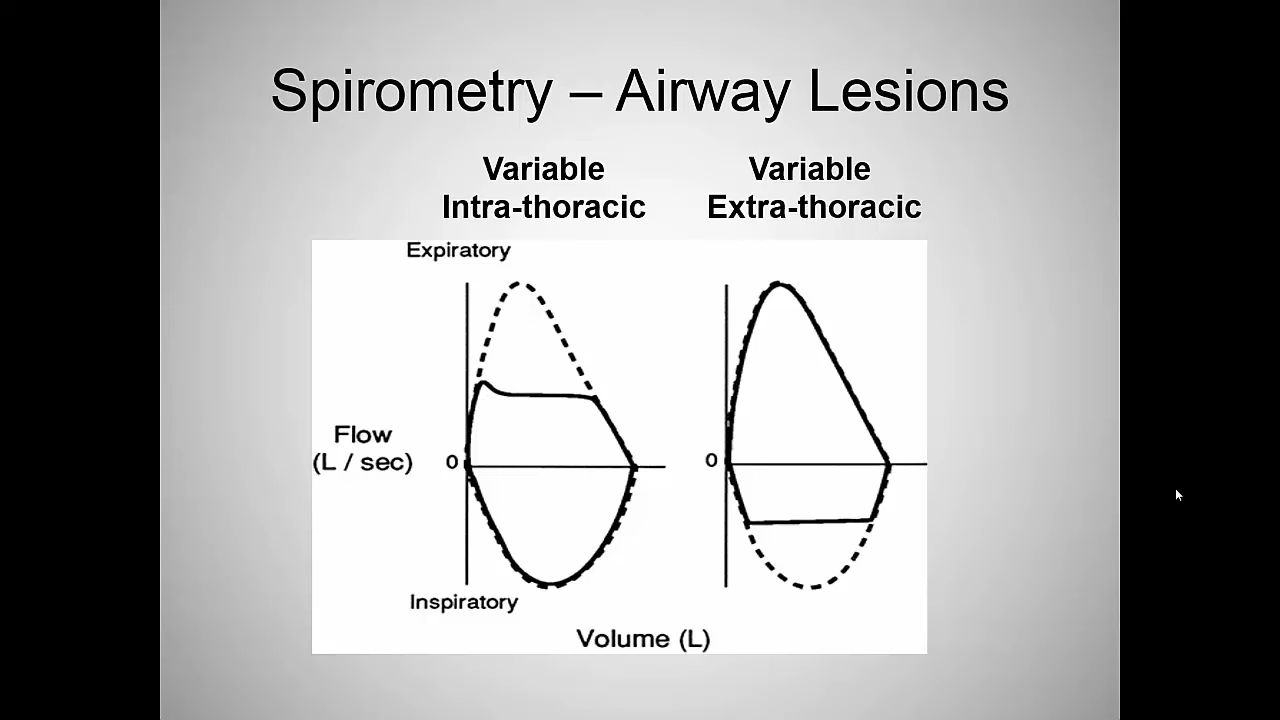 Spirometry – Airway Lesions
Variable
Intra-thoracic
Variable
Extra-thoracic
Expiratory
Flow
(L / sec)
0
0
Inspiratory
Volume (L)